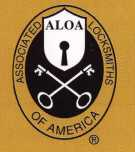 ALOA
ASSOCIATED LOCKSMITHS
OF AMERICA
®